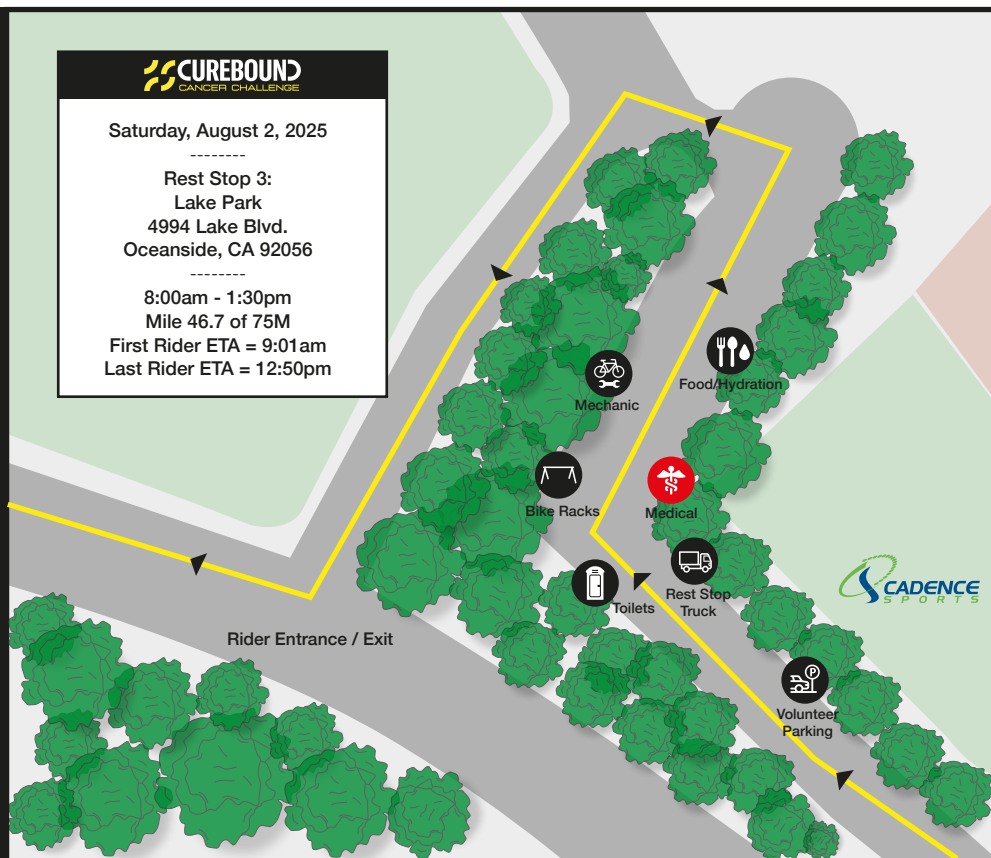 CUREBOUND
CANCER CHALLENGE
Saturday, August 2, 2025
--------
Rest Stop 3:
Lake Park
4994 Lake Blvd.
Oceanside, CA 92056
--------
8:00am - 1:30pm
Mile 46.7 of 75M
First Rider ETA = 9:01am
Last Rider ETA = 12:50pm
Food/Hydration
Mechanic
Bike Racks
Medical
Toilets
Rest Stop
Truck
CADENCE
SPORTS
Rider Entrance / Exit
P
Volunteer
Parking